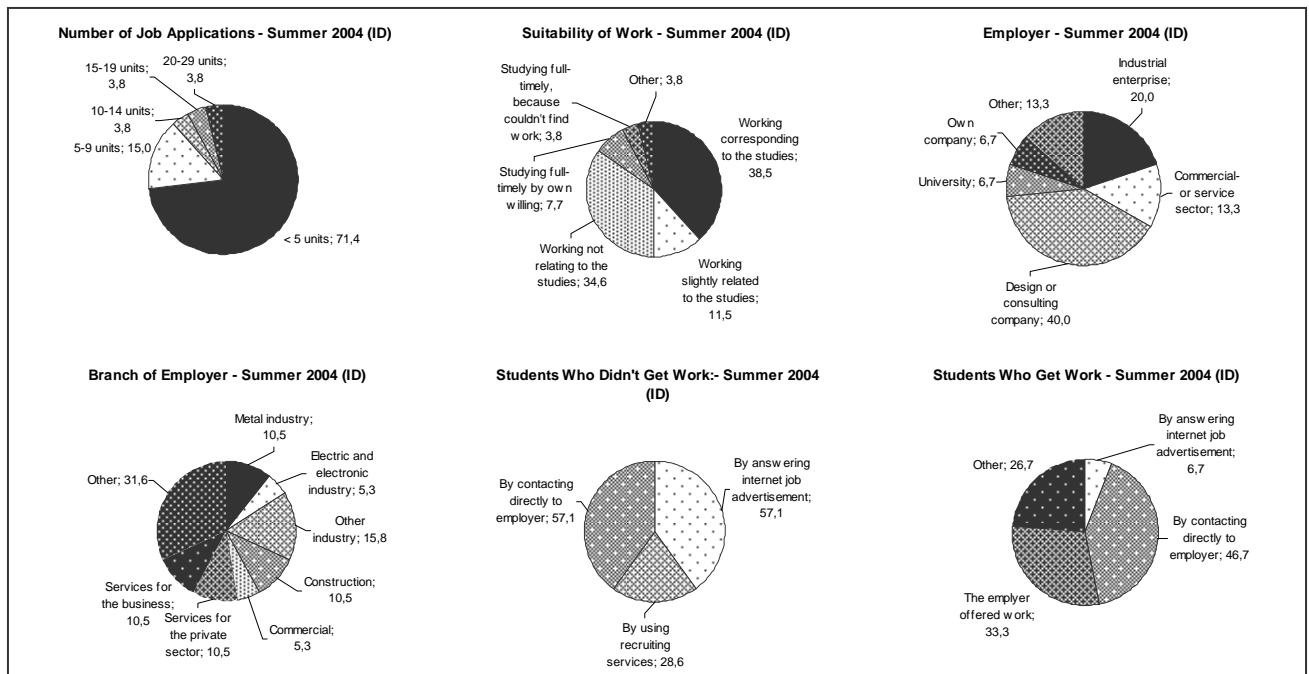 Number of Job Applications - Summer 2004 (ID)
20-29 units;
3,8
15-19 units;
3,8
10-14 units;
3,8
5-9 units; 15,0
< 5 units; 71,4
Suitability of Work - Summer 2004 (ID)
Studying full-
timely,
because
couldn't find
work; 3,8
Other; 3,8
Working
corresponding
to the studies;
38,5
Studying full-
timely by own
willing; 7,7
Working not
relating to the
studies; 34,6
Working
slightly related
to the studies;
11,5
Employer - Summer 2004 (ID)
Industrial
enterprise;
20,0
Other; 13,3
Own
company; 6,7
University; 6,7
Commercial-
or service
sector; 13,3
Design or
consulting
company; 40,0
Branch of Employer - Summer 2004 (ID)
Metal industry;
10,5
Electric and
electronic
industry; 5,3
Other; 31,6
Other
industry; 15,8
Construction;
10,5
Services for
the business;
10,5
Services for
the private
sector; 10,5
Commercial;
5,3
Students Who Didn't Get Work:- Summer 2004
(ID)
By answering
internet job
advertisement;
57,1
By contacting
directly to
employer; 57,1
By using
recruiting
services; 28,6
Students Who Get Work - Summer 2004 (ID)
By answering
internet job
advertisement;
6,7
Other; 26,7
By contacting
directly to
employer; 46,7
The emplyer
offered work;
33,3